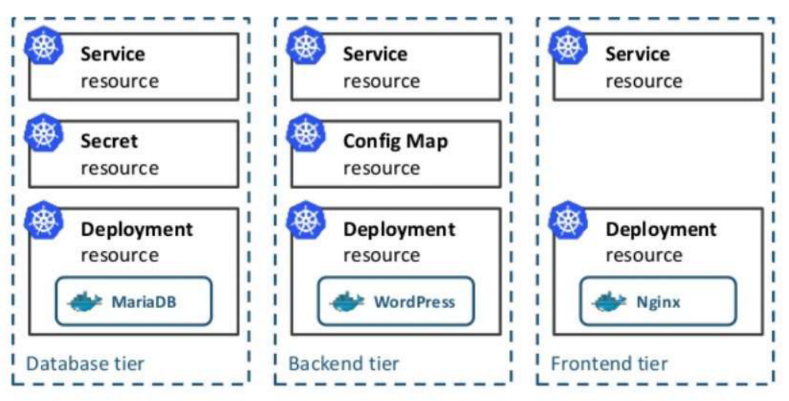 Service
resource
Secret
resource
Deployment
resource
MariaDB
Database tier
Service
resource
Config Map
resource
Deployment
resource
WordPress
Backend tier
Service
resource
Deployment
resource
Nginx
Frontend tier